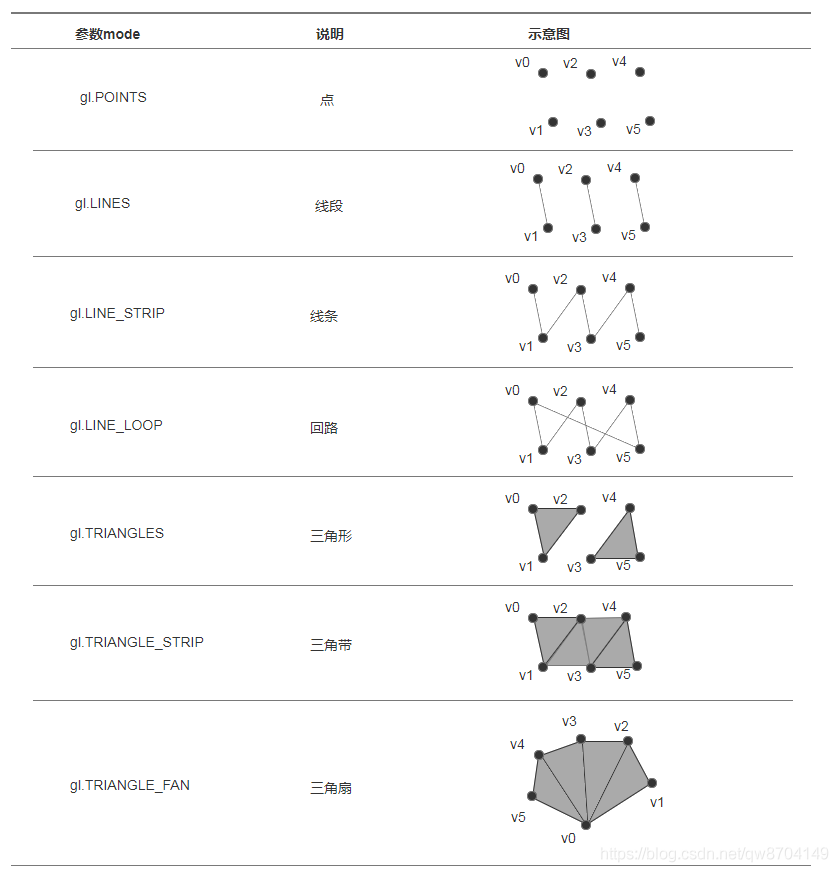 参数mode 说明 示意图
v0 v2 v4
gl.POINTS 点
v1 v3 v5
v0 v2 v4
gl.LINES 线段
v1 v3 v5
v0 v2 v4
gl.LINE_STRIP 线条
v1 v3 v5
v0 v2 v4
gl.LINE_LOOP 回路
v1 v3 v5
v0 v2 v4
gl.TRIANGLES 三角形
v1 v3 v5
v0 v2 v4
gl.TRIANGLE_STRIP 三角带
v1 v3 v5
v3 v2
v4
gl.TRIANGLE_FAN 三角扇
v1
v5
v0
https://blog.csdn.net/qw8704149